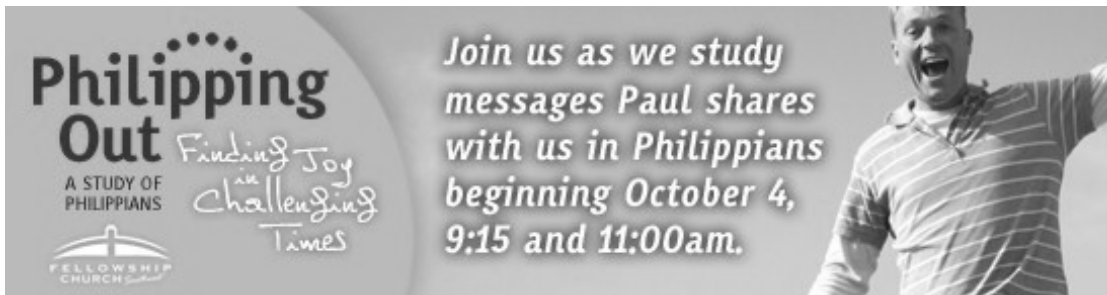 Philipping
Out
Finding Joy
in
Challenging
Times
A STUDY OF
PHILIPPIANS
FELLOWSHIP
CHURCH
Join us as we study
messages Paul shares
with us in Philippians
beginning October 4,
9:15 and 11:00am.